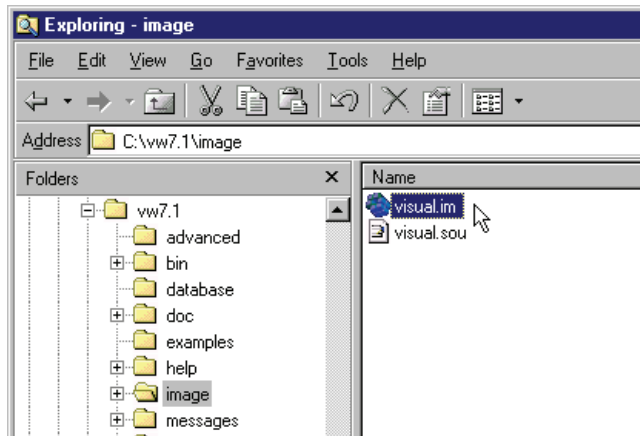 Exploring - image
File Edit View Go Favorites Tools Help
Address C:\vw7.1\image
Folders
vw7.1
advanced
bin
database
doc
examples
help
image
messages
Name
visual.im
visual.sou